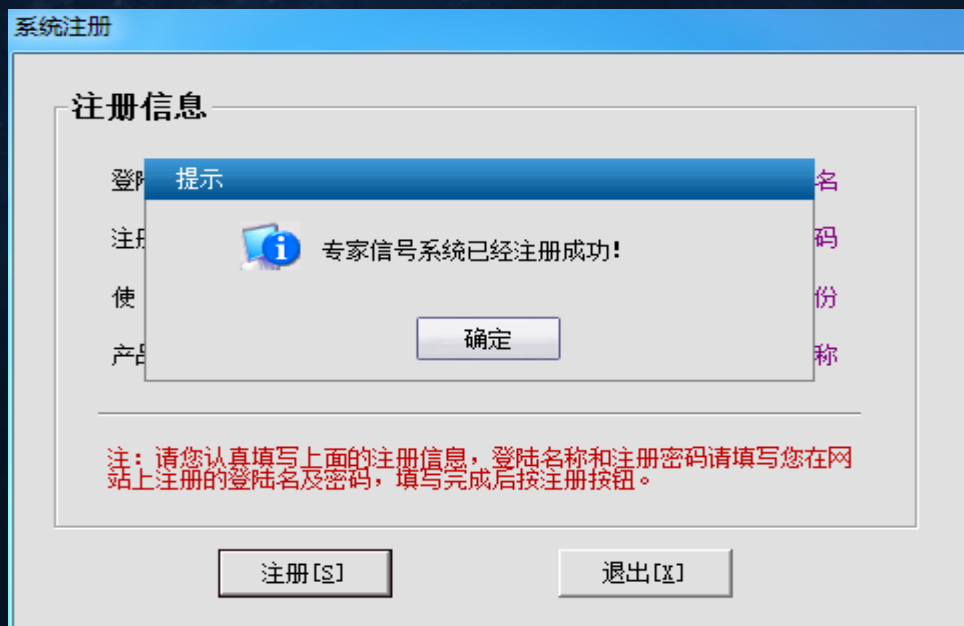 系统注册
注册信息
提示
登
名
专家信号系统已经注册成功!
注册
码
使
份
确定
产品
称
注：请您认真填写上面的注册信息，登陆名称和注册密码请填写您在网
站上注册的登陆名及密码，填写完成后按注册按钮。
注册[S]
退出[X]